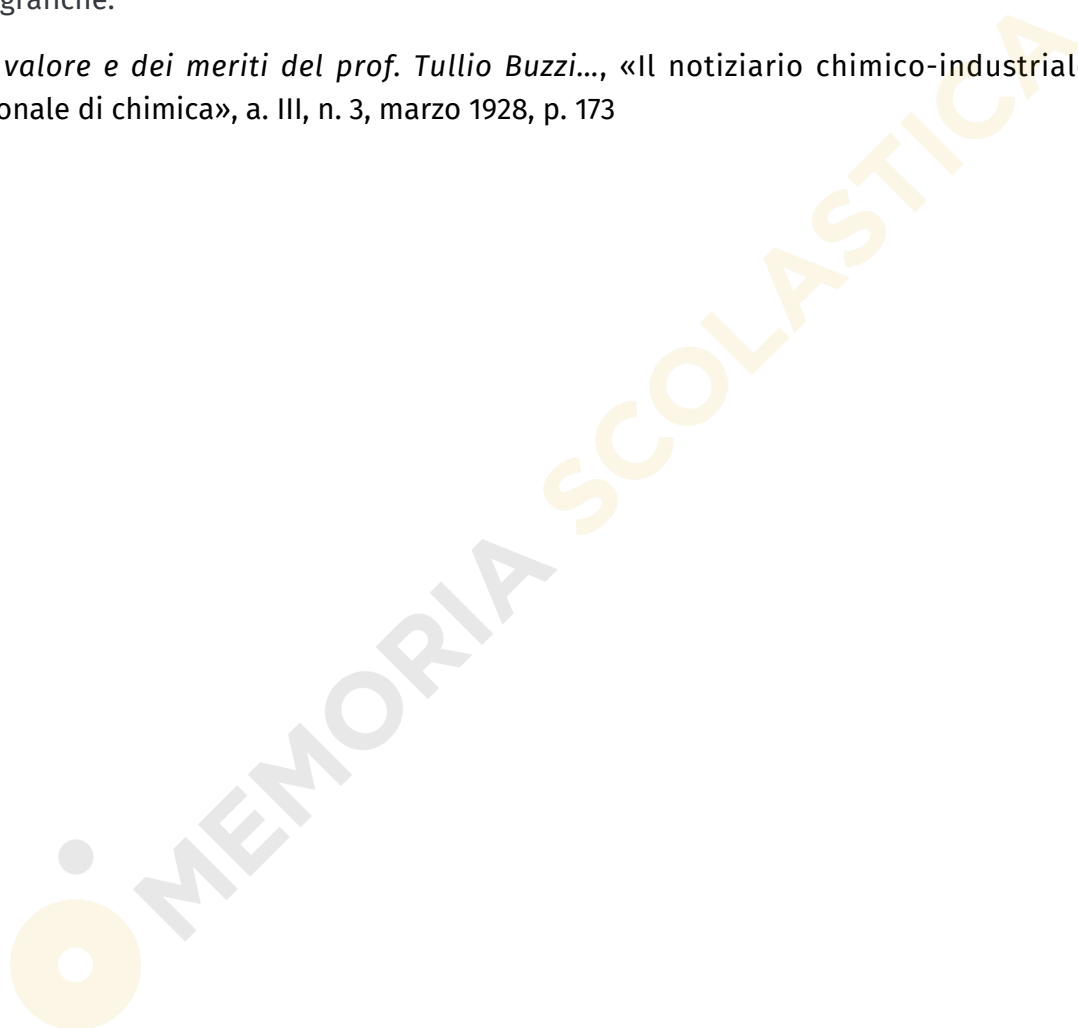 grafiche:
valore e dei meriti del prof. Tullio Buzzi…, «Il notiziario chimico-industrial
onale di chimica», a. III, n. 3, marzo 1928, p. 173
MEMORIA SCOLASTICA